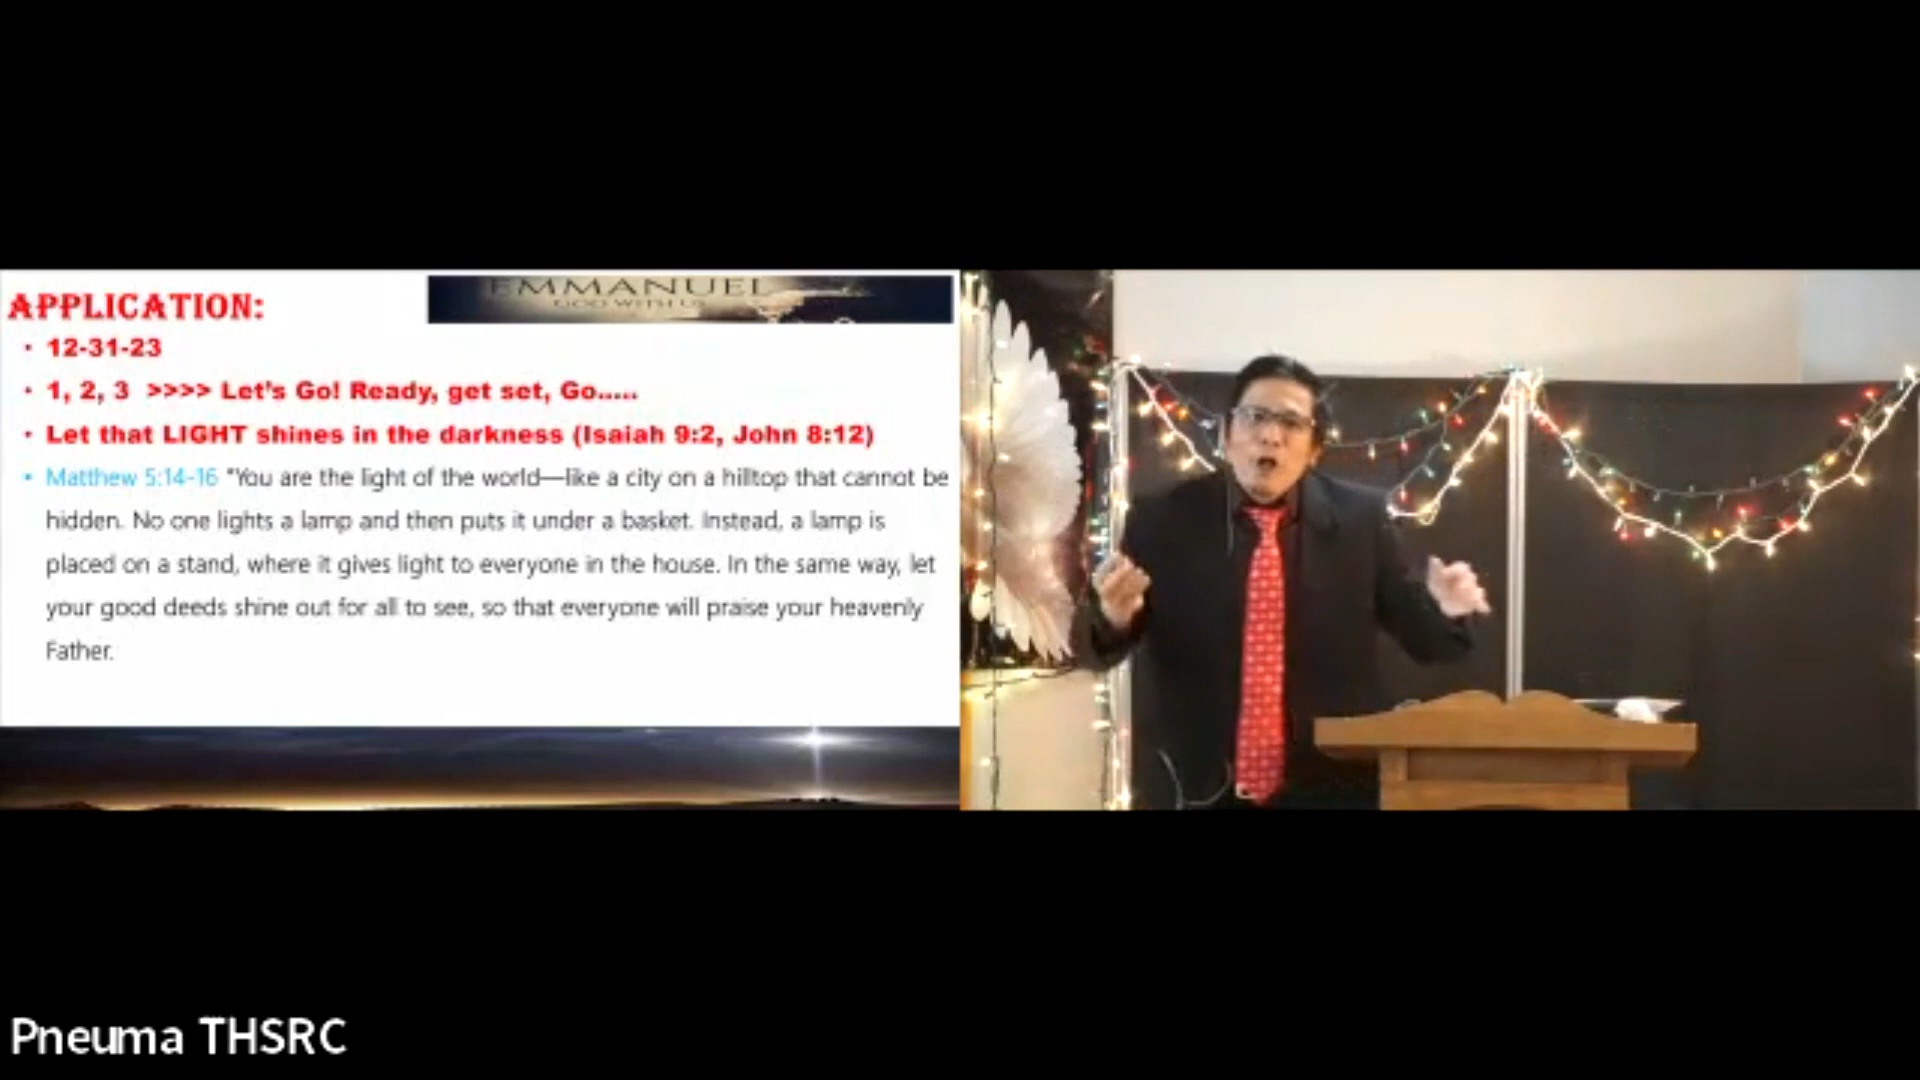 APPLICATION:
EMMANUEL
GOD WITH US
• 12-31-23
• 1, 2, 3 >>>> Let's Go! Ready, get set, Go.....
• Let that LIGHT shines in the darkness (Isaiah 9:2, John 8:12)
• Matthew 5:14-16 "You are the light of the world—like a city on a hilltop that cannot be
hidden. No one lights a lamp and then puts it under a basket. Instead, a lamp is
placed on a stand, where it gives light to everyone in the house. In the same way, let
your good deeds shine out for all to see, so that everyone will praise your heavenly
Father.
Pneuma THSRC